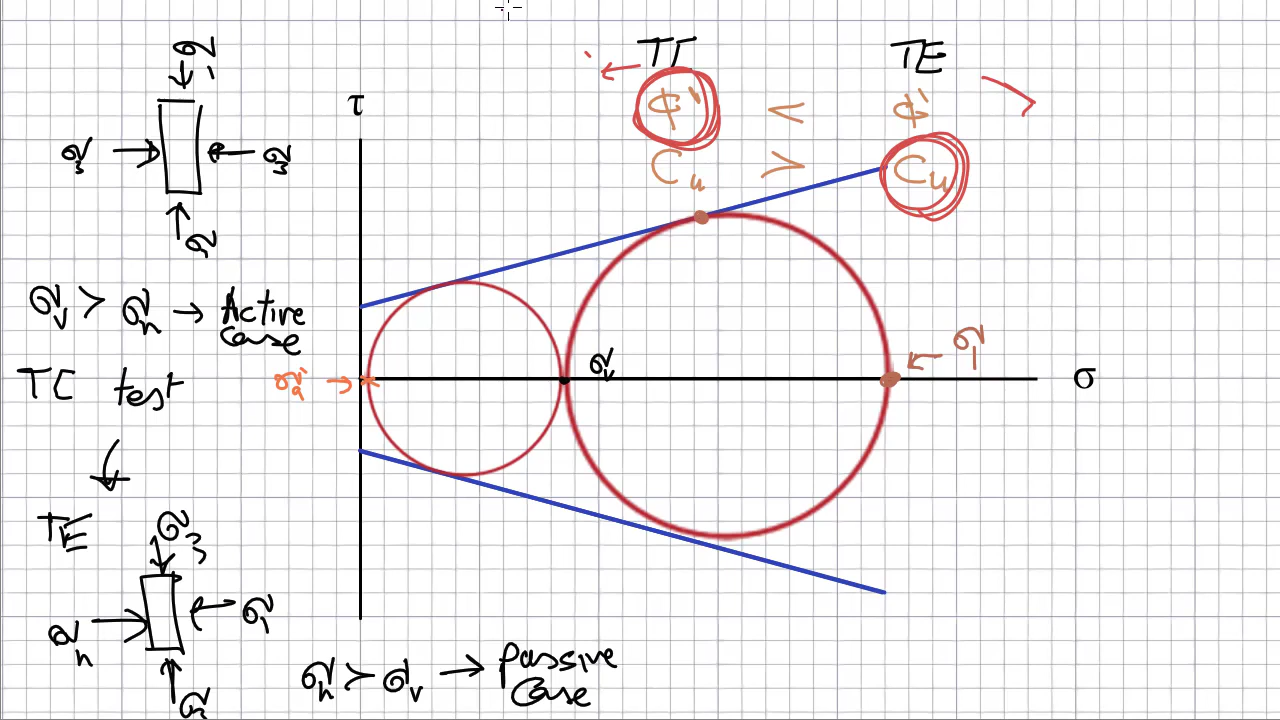 σ1
σ3 σ3
σ1
σv > σh → Active
Case
TC test
TE
σ3
σh σ1
σ3
σh > σv → Passive
Case
τ
σ
σv
σ'a →
← σ1
TC TE
ϕ' < ϕ'
Cu > Cu